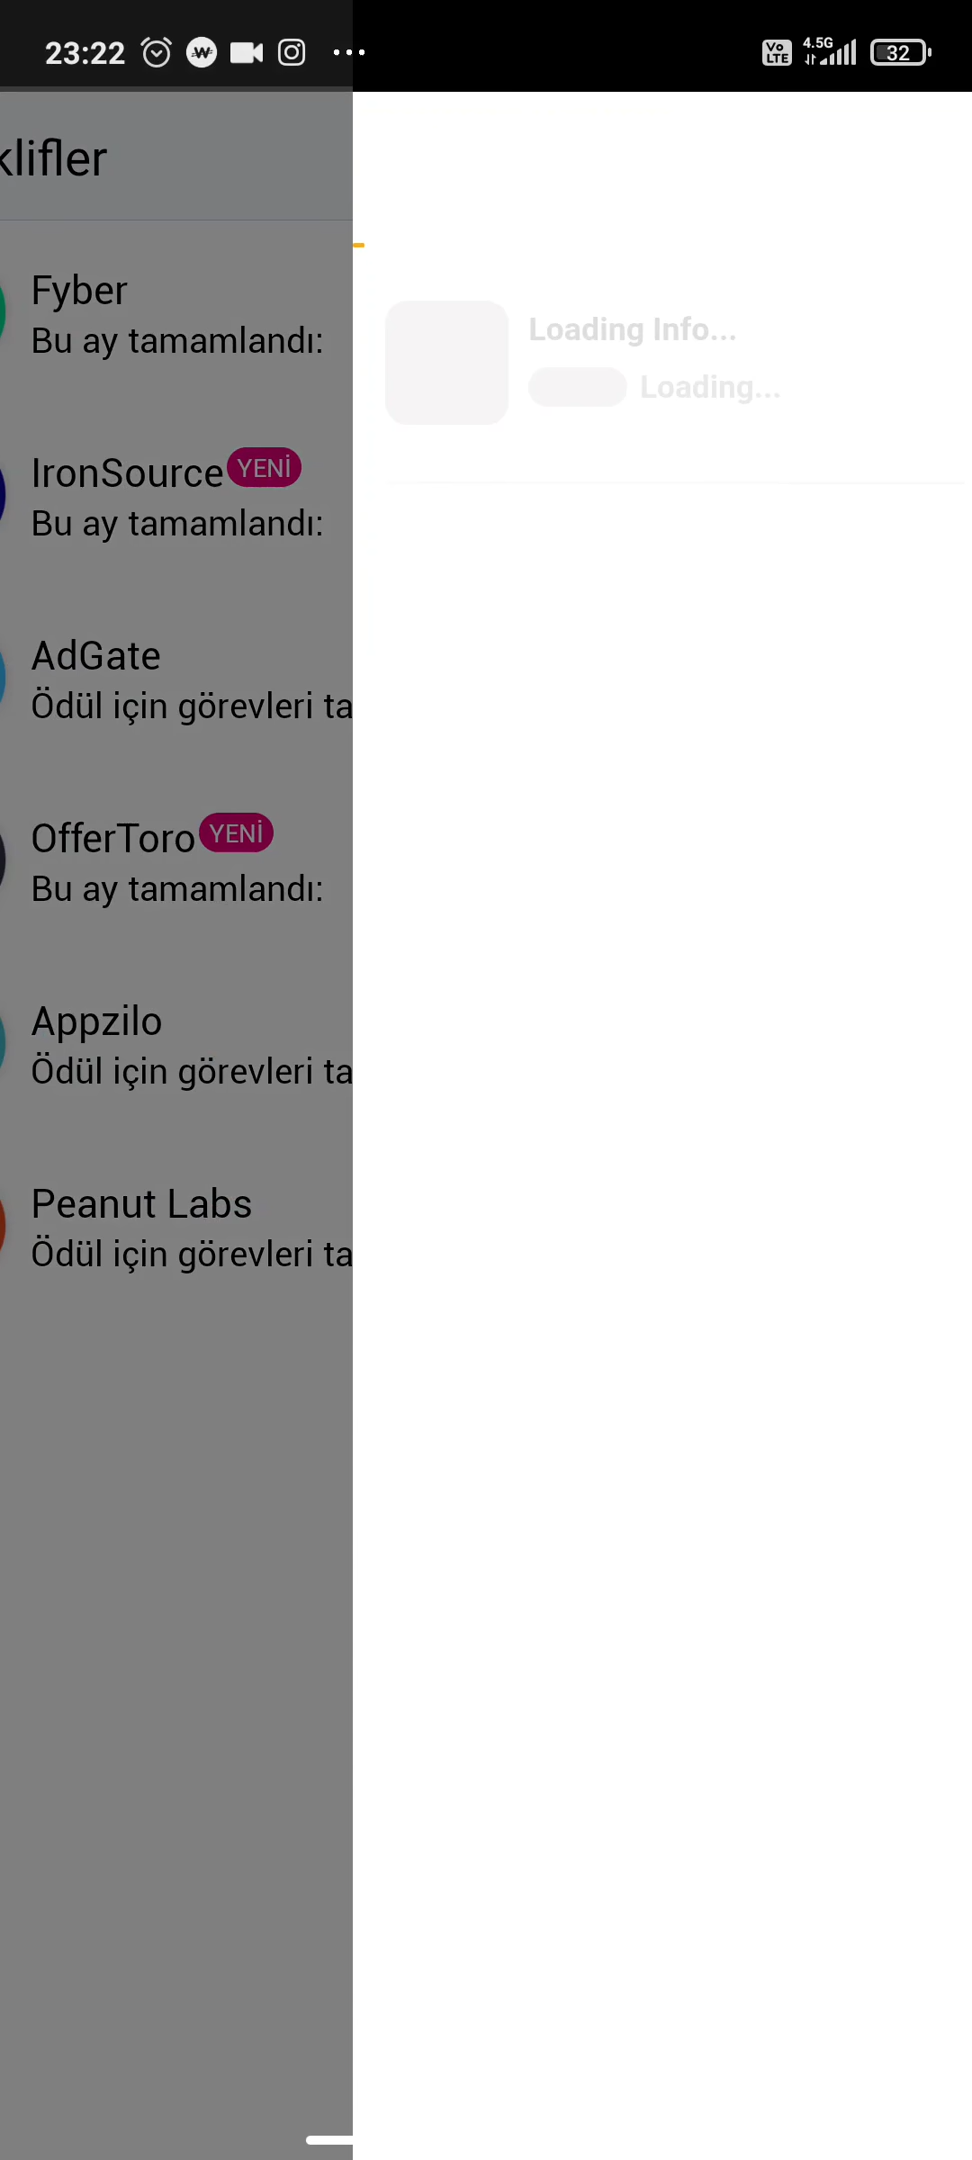 23:22
Vo LTE
4.5G
32
klifler
Fyber
Bu ay tamamlandı:
IronSource YENİ
Bu ay tamamlandı:
AdGate
Ödül için görevleri ta
OfferToro YENİ
Bu ay tamamlandı:
Appzilo
Ödül için görevleri ta
Peanut Labs
Ödül için görevleri ta
Loading Info...
Loading...